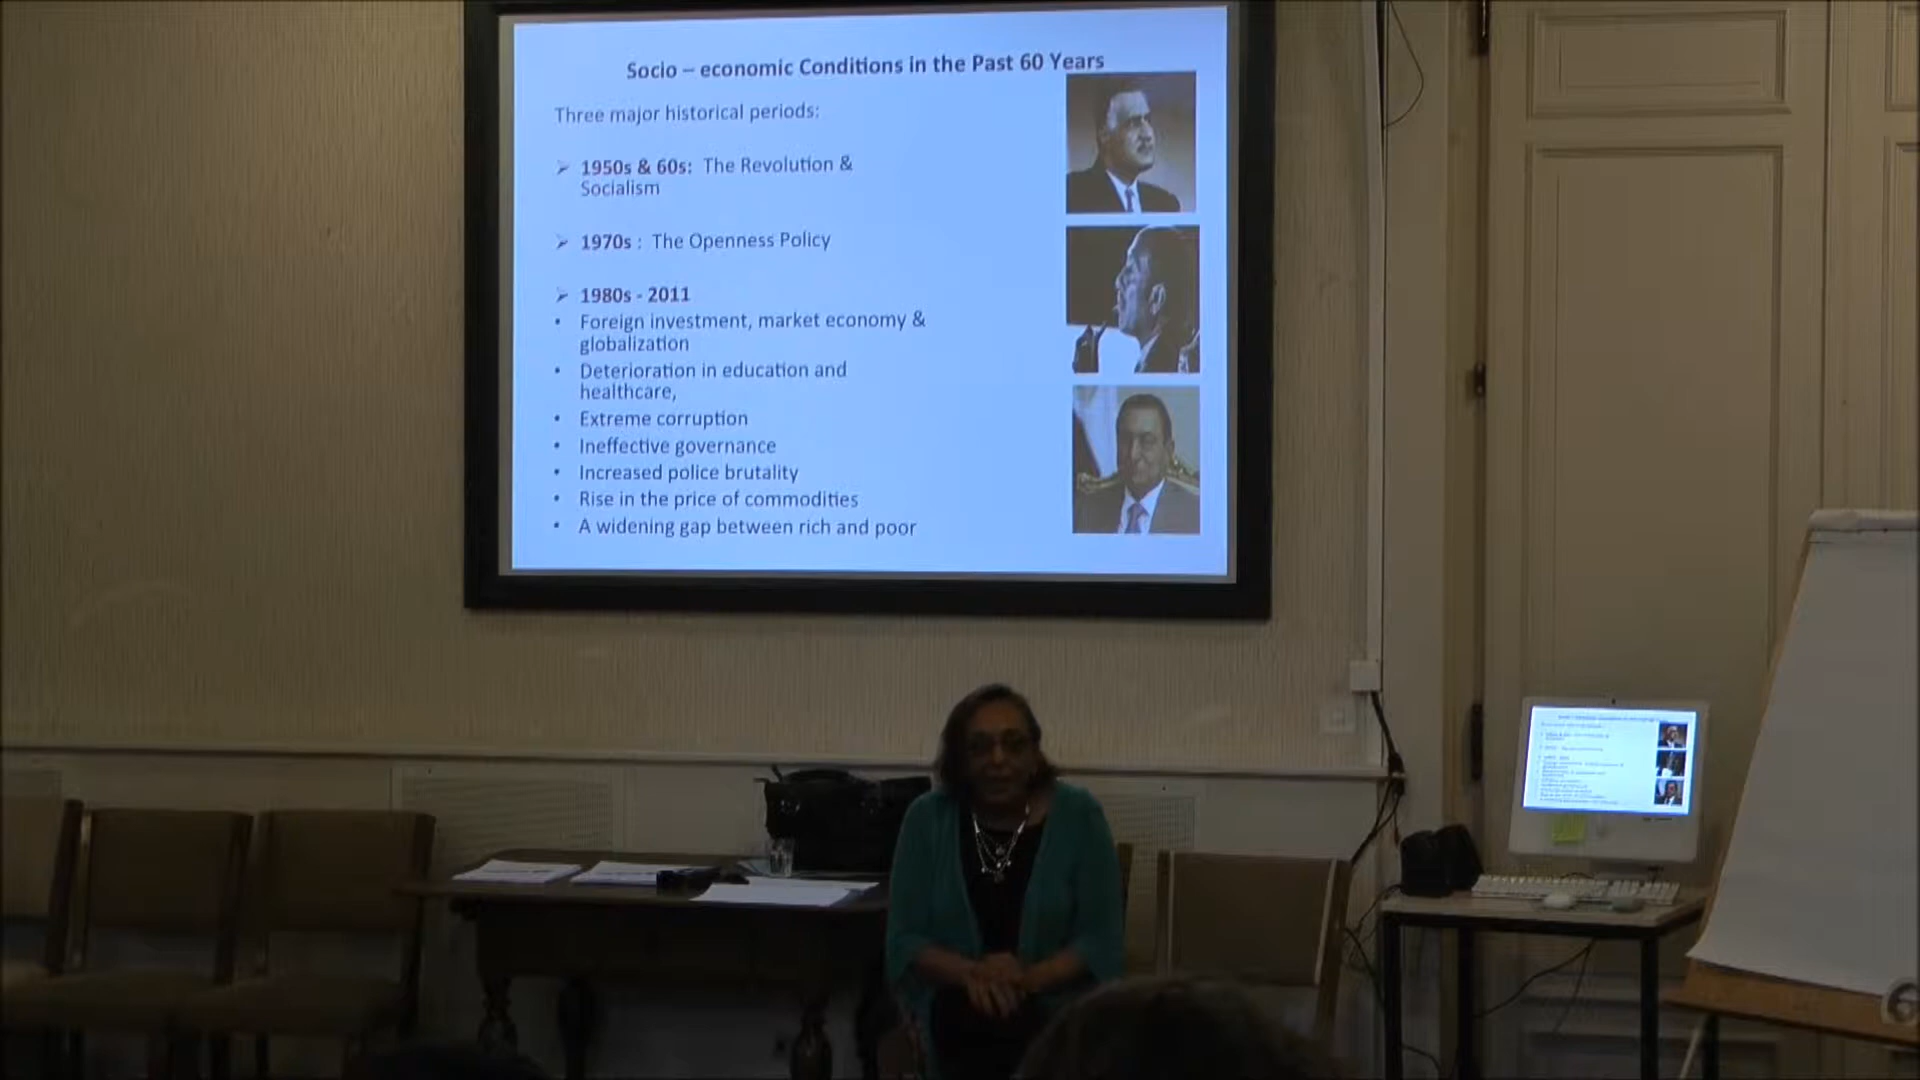 Socio – economic Conditions in the Past 60 Years
Three major historical periods:
➢ 1950s & 60s: The Revolution &
Socialism
➢ 1970s : The Openness Policy
➢ 1980s - 2011
• Foreign investment, market economy &
globalization
• Deterioration in education and
healthcare,
• Extreme corruption
• Ineffective governance
• Increased police brutality
• Rise in the price of commodities
• A widening gap between rich and poor